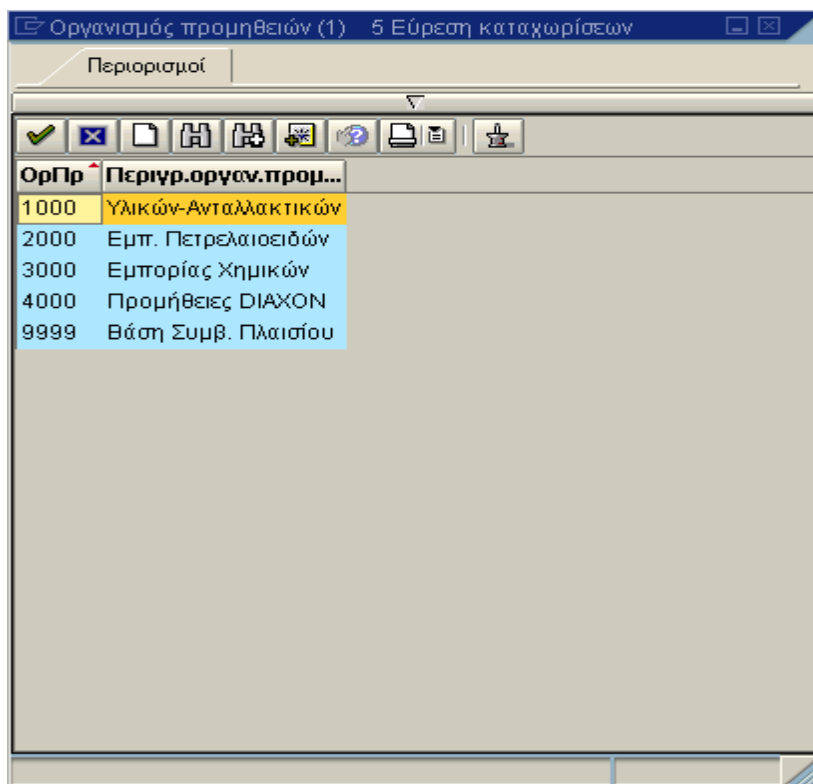 Οργανισμός προμηθειών (1) 5 Εύρεση καταχωρίσεων
Περιορισμοί
ΟρΠρ Περιγρ.οργαν.προμ...
1000 Υλικών-Ανταλλακτικών
2000 Εμπ. Πετρελαιοειδών
3000 Εμπορίας Χημικών
4000 Προμήθειες DIAXON
9999 Βάση Συμβ. Πλαισίου